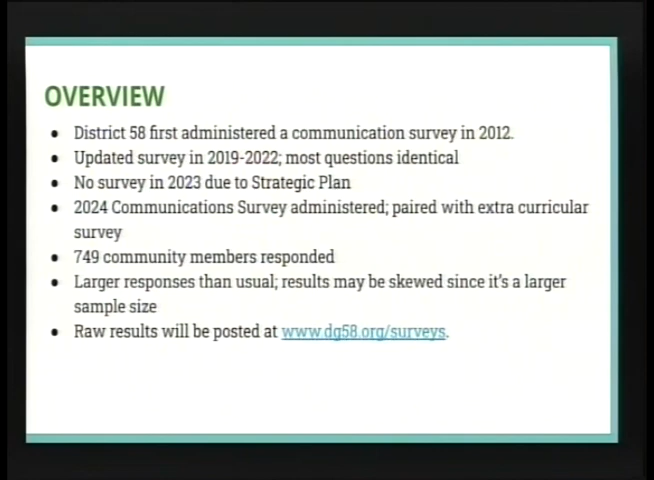 OVERVIEW
• District 58 first administered a communication survey in 2012.
• Updated survey in 2019-2022; most questions identical
• No survey in 2023 due to Strategic Plan
• 2024 Communications Survey administered; paired with extra curricular
survey
• 749 community members responded
• Larger responses than usual; results may be skewed since it's a larger
sample size
• Raw results will be posted at www.dg58.org/surveys.